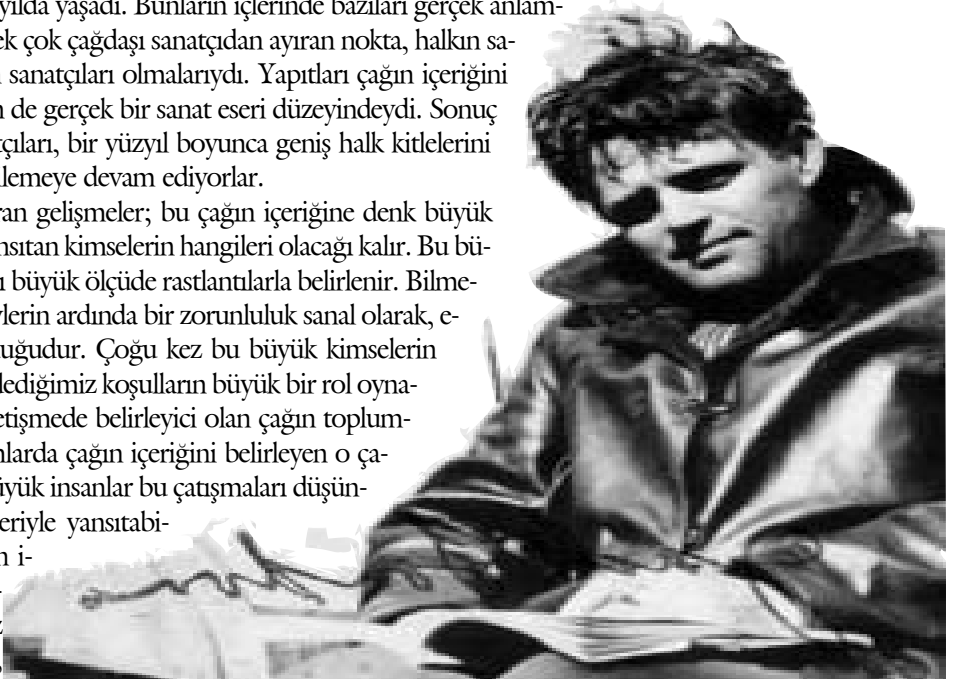 yılda yaşadı. Bunların içlerinde bazıları gerçek anlam-
ek çok çağdaşı sanatçıdan ayıran nokta, halkın sa-
sanatçıları olmalarıydı. Yapıtları çağın içeriğini
de gerçek bir sanat eseri düzeyindeydi. Sonuç
tçıları, bir yüzyıl boyunca geniş halk kitlelerini
lemeye devam ediyorlar.
ran gelişmeler; bu çağın içeriğine denk büyük
nsıtan kimselerin hangileri olacağı kalır. Bu bü-
ı büyük ölçüde rastlantılarla belirlenir. Bilme-
ylerin ardında bir zorunluluk sanal olarak, e-
uğudur. Çoğu kez bu büyük kimselerin
lediğimiz koşulların büyük bir rol oyna-
etişmede belirleyici olan çağın toplum-
nlarda çağın içeriğini belirleyen o ça-
üyük insanlar bu çatışmaları düşün-
eriyle yansıtabi-
n i-
z